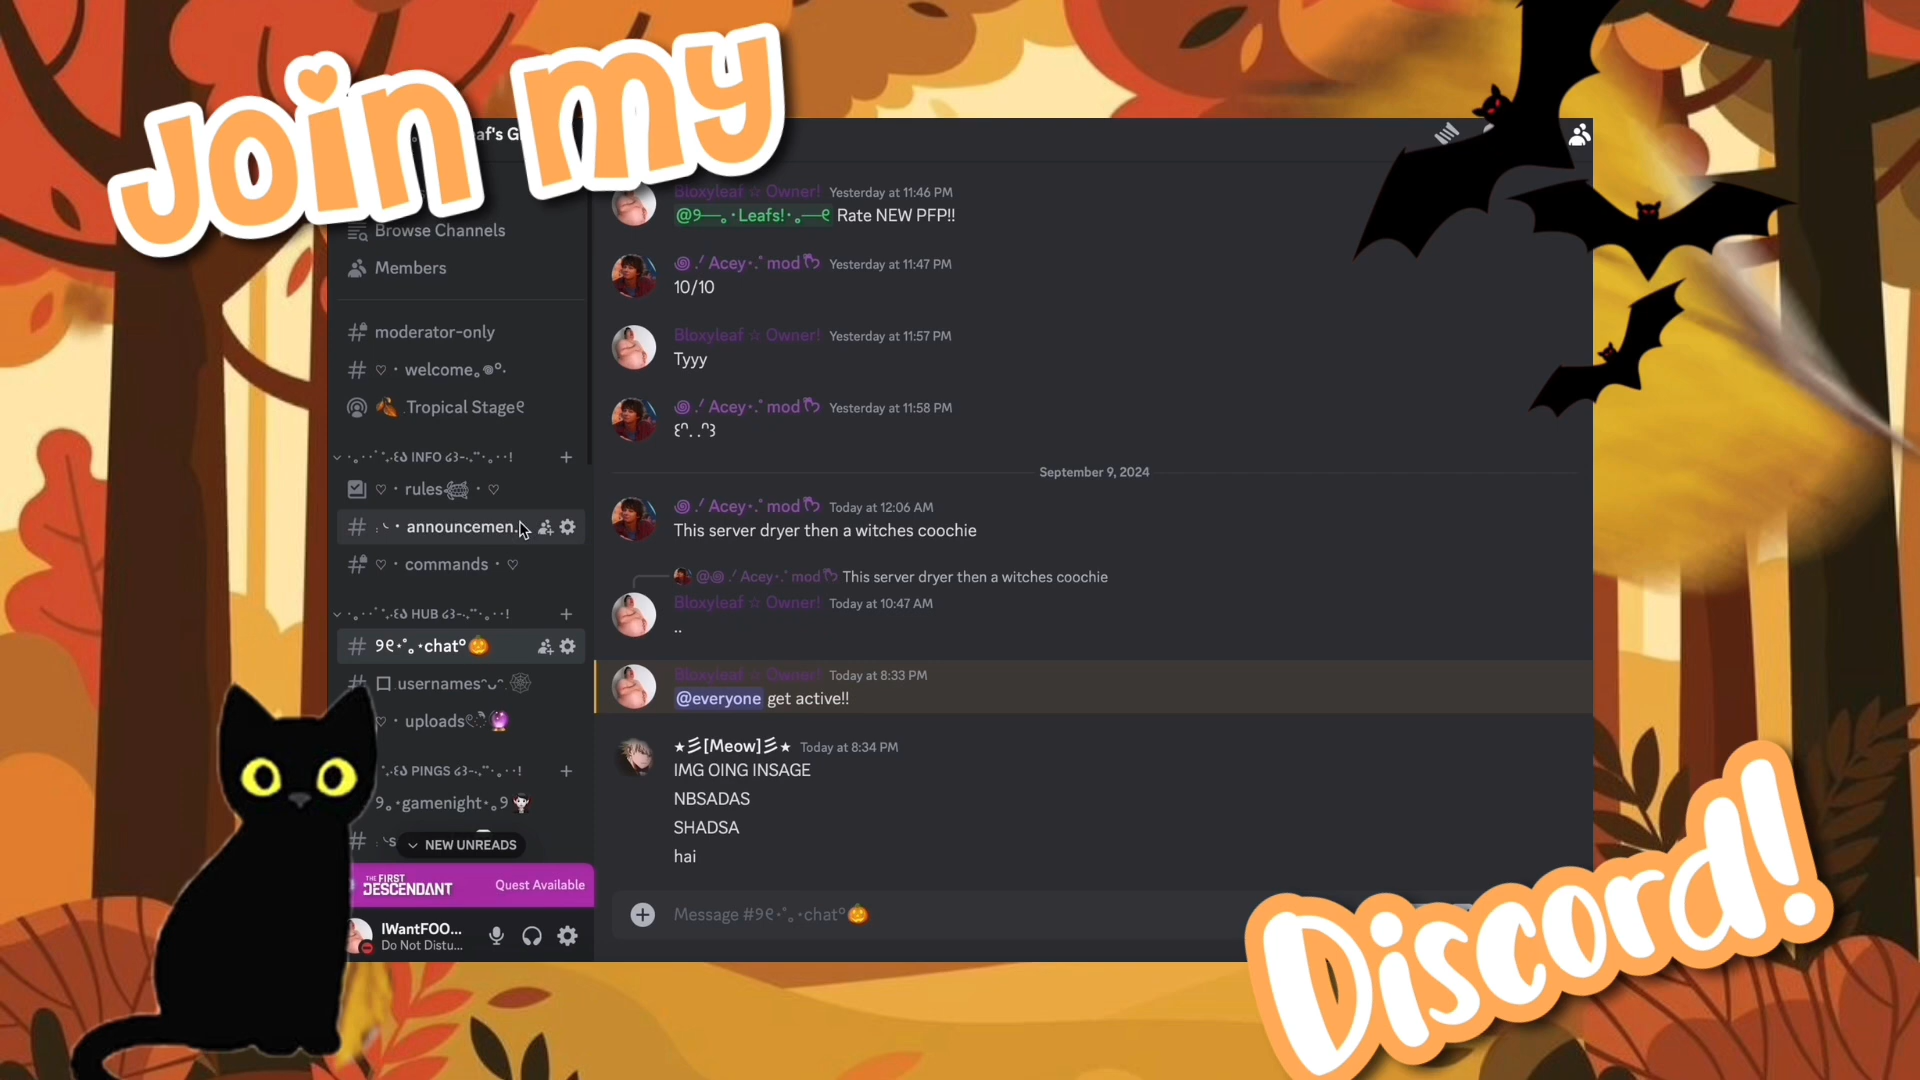 Join my
af's G
Browse Channels
Members
moderator-only
♡・welcome
Tropical Stage
INFO
♡・rules・♡
announcemen...
♡・commands・♡
HUB
୨୧⋆˚｡⋆chat°🎃
usernames
♡・uploads🔮
PINGS
gamenight
NEW UNREADS
THE FIRST DESCENDANT
Quest Available
IWantFOO...
Do Not Distu...
Bloxyleaf ☆ Owner! Yesterday at 11:46 PM
@୨—｡・Leafs!・｡—୧ Rate NEW PFP!!
Acey mod Yesterday at 11:47 PM
10/10
Bloxyleaf ☆ Owner! Yesterday at 11:57 PM
Tyyy
Acey mod Yesterday at 11:58 PM
September 9, 2024
Acey mod Today at 12:06 AM
This server dryer then a witches coochie
@Acey mod This server dryer then a witches coochie
Bloxyleaf ☆ Owner! Today at 10:47 AM
..
Bloxyleaf ☆ Owner! Today at 8:33 PM
@everyone get active!!
★彡[Meow]彡★ Today at 8:34 PM
IMG OING INSAGE
NBSADAS
SHADSA
hai
Message #୨୧⋆˚｡⋆chat°🎃
Discord!